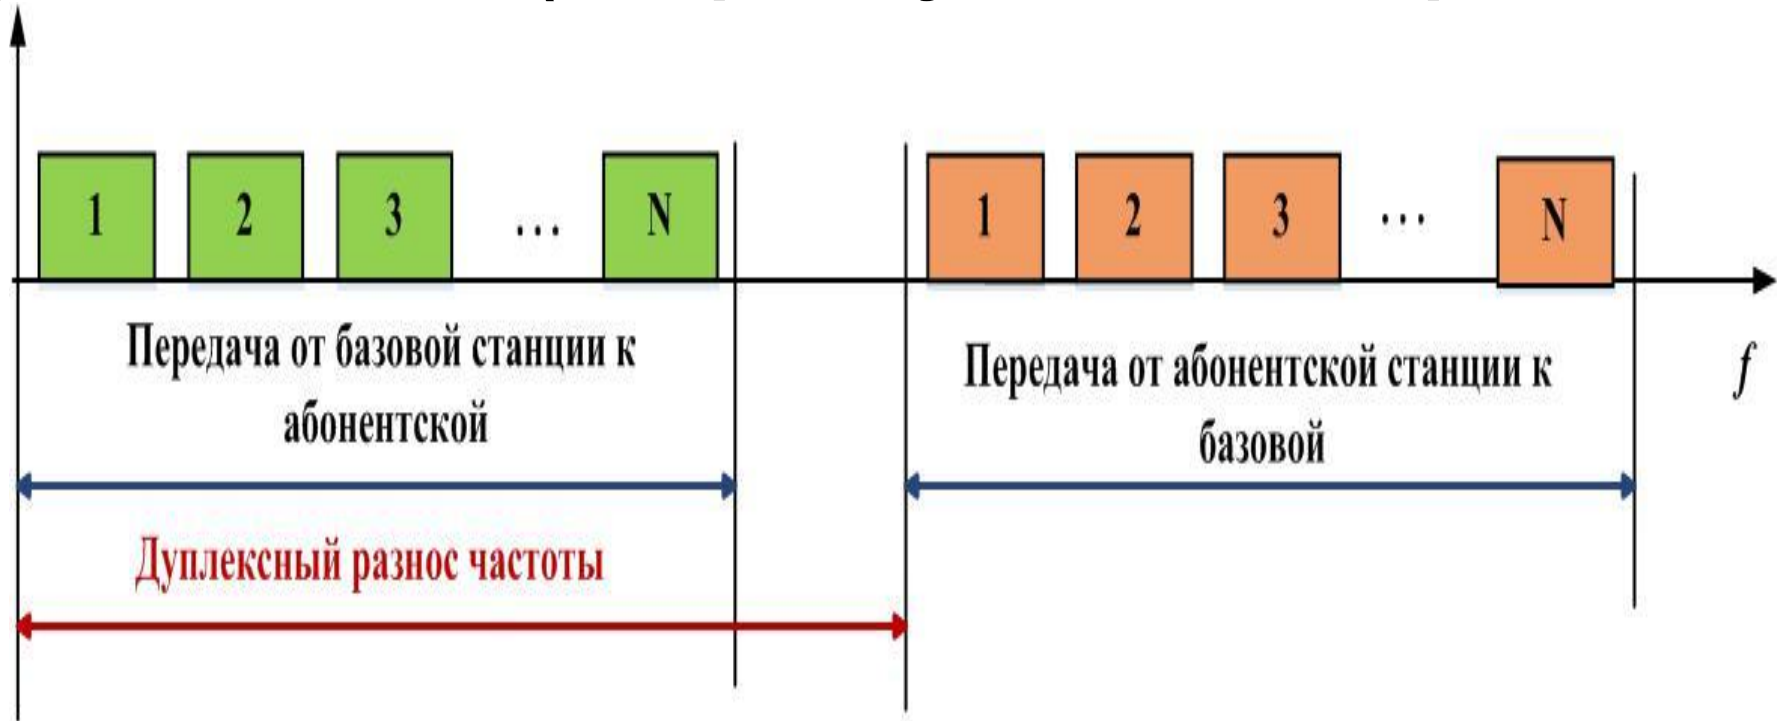 1 2 3 ... N 1 2 3 ... N
Передача от базовой станции к
абонентской
Передача от абонентской станции к
базовой
f
Дуплексный разнос частоты